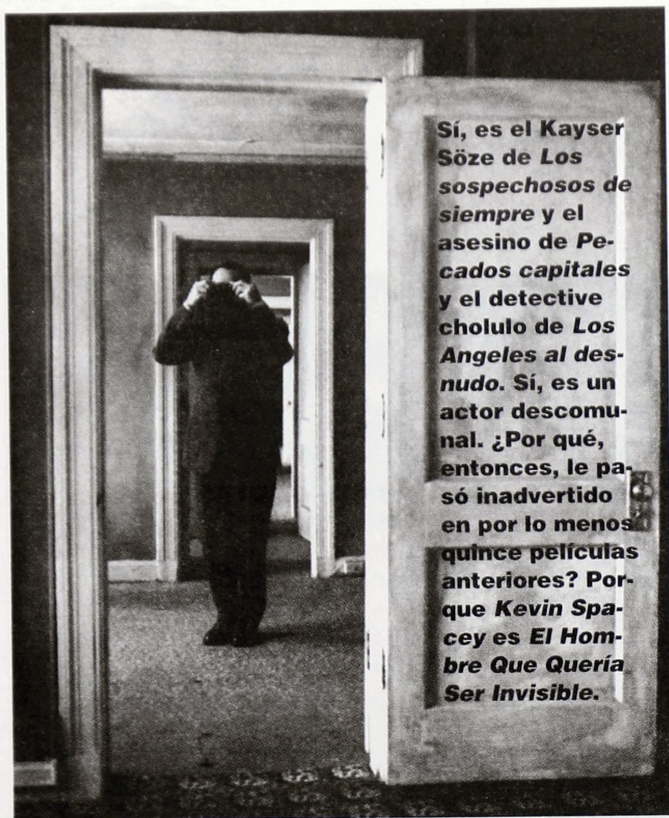 Sí, es el Kayser
Söze de Los
sospechosos de
siempre y el
asesino de Pe-
cados capitales
y el detective
cholulo de Los
Angeles al des-
nudo. Sí, es un
actor descomu-
nal. ¿Por qué,
entonces, le pa-
só inadvertido
en por lo menos
quince películas
anteriores? Por-
que Kevin Spa-
cey es El Hom-
bre Que Quería
Ser Invisible.